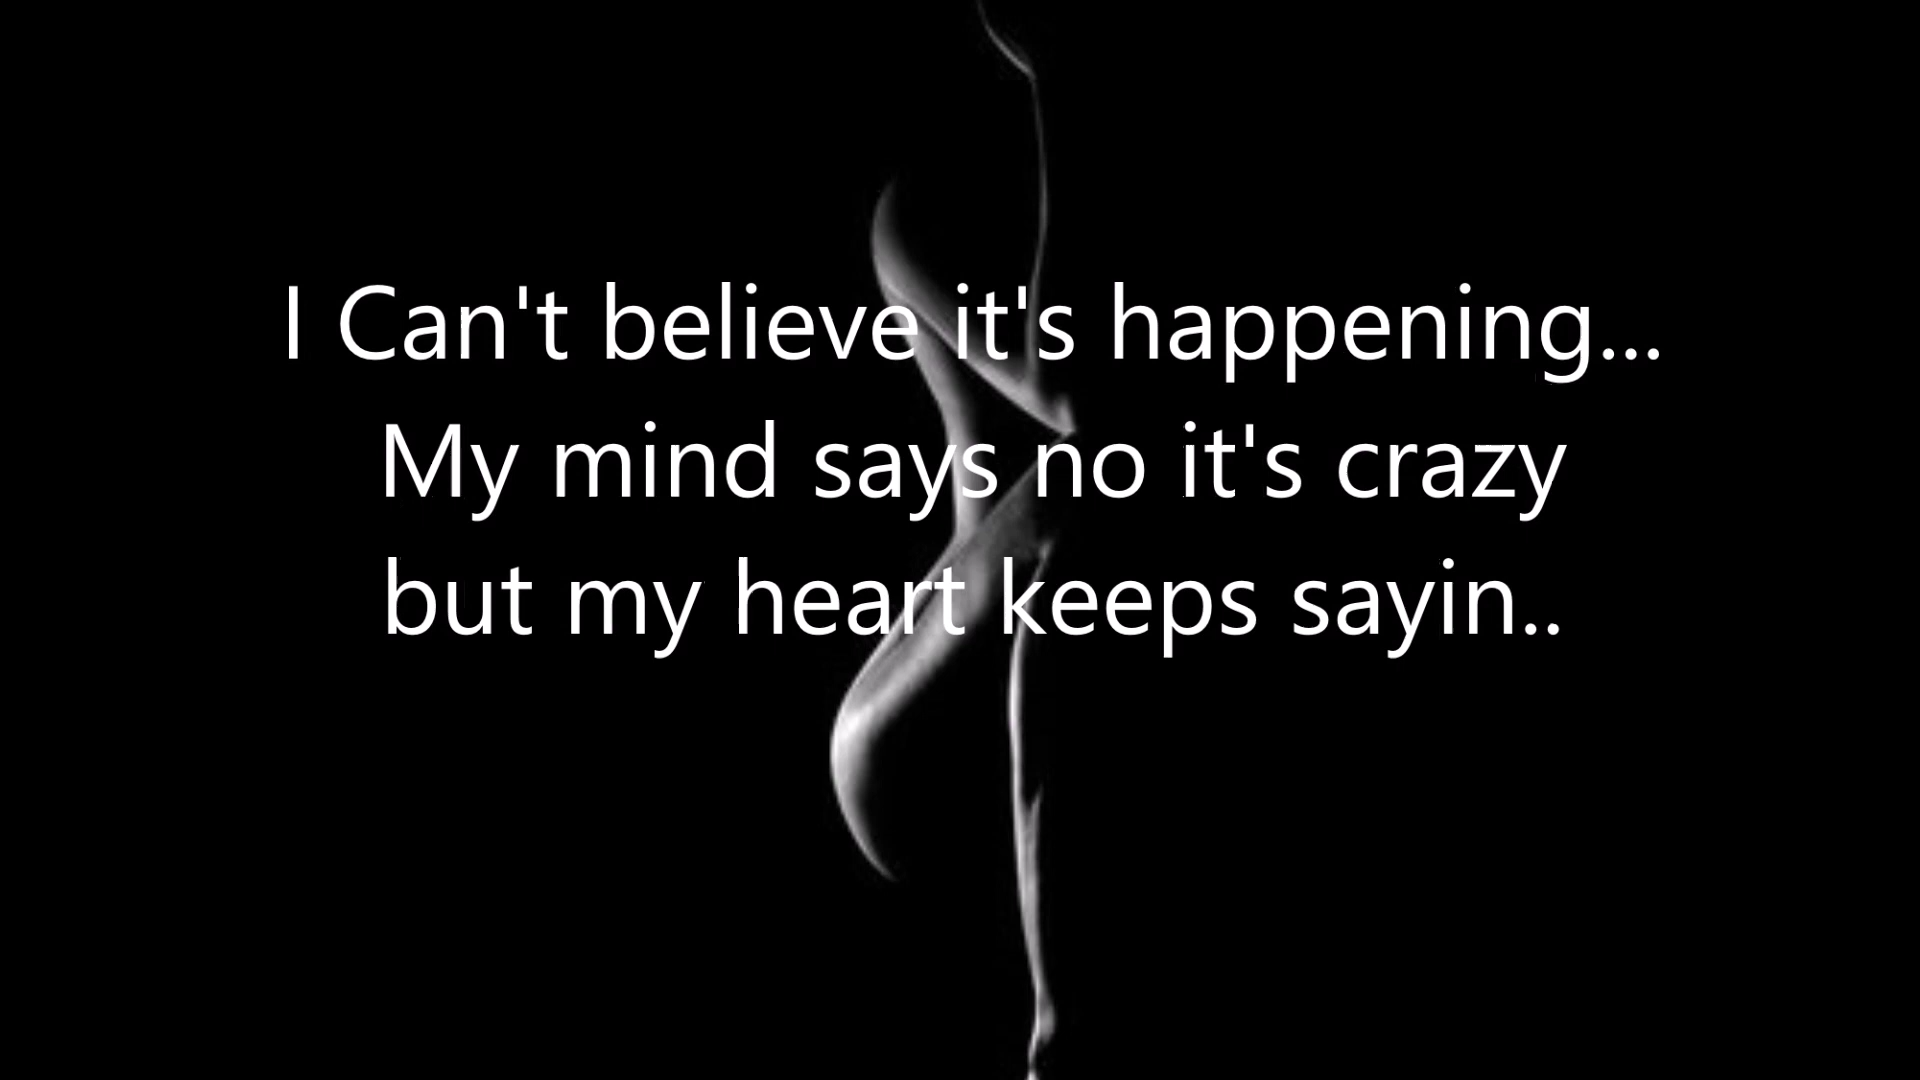 I Can't believe it's happening...
My mind says no it's crazy
but my heart keeps sayin..